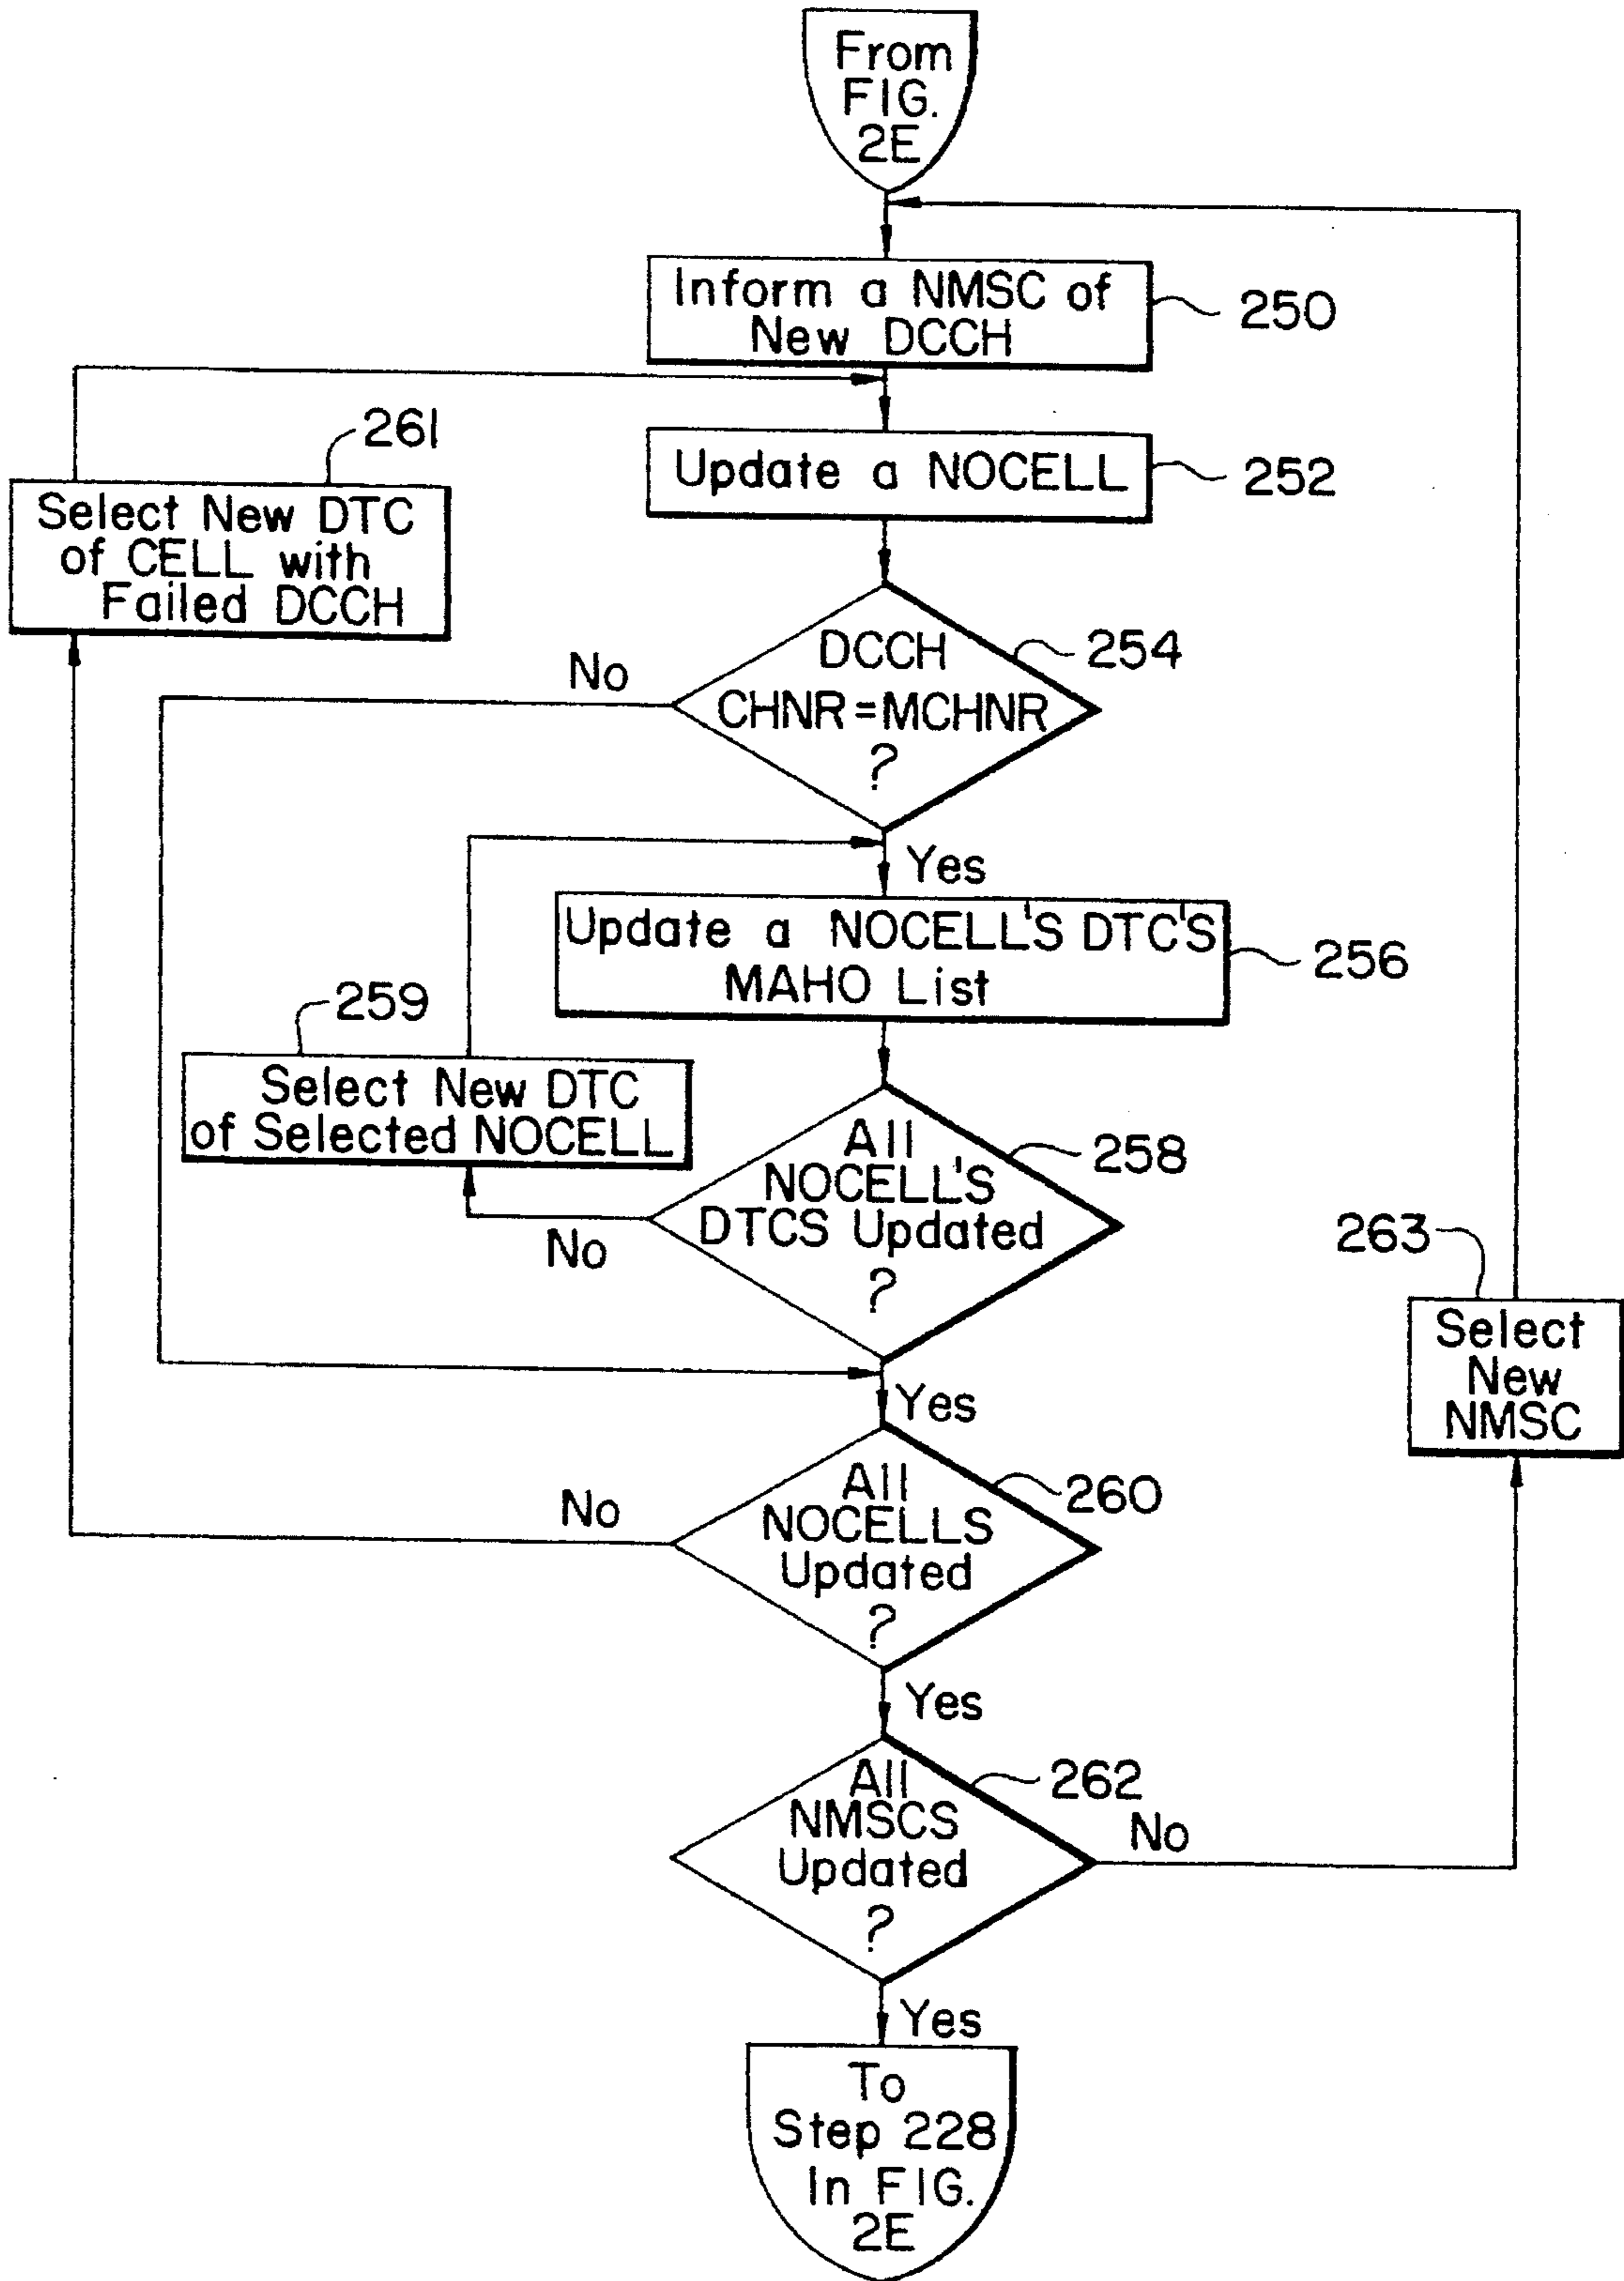 From
FIG.
2E
Inform a NMSC of
New DCCH
250
261
Update a NOCELL
252
Select New DTC
of CELL with
Failed DCCH
DCCH
CHNR=MCHNR
?
254
No
Yes
Update a NOCELL'S DTC'S
MAHO List
256
259
Select New DTC
of Selected NOCELL
All
NOCELL'S
DTCS Updated
?
258
No
263
Select
New
NMSC
Yes
All
NOCELLS
Updated
?
260
No
Yes
All
NMSCS
Updated
?
262
No
Yes
To
Step 228
In FIG.
2E